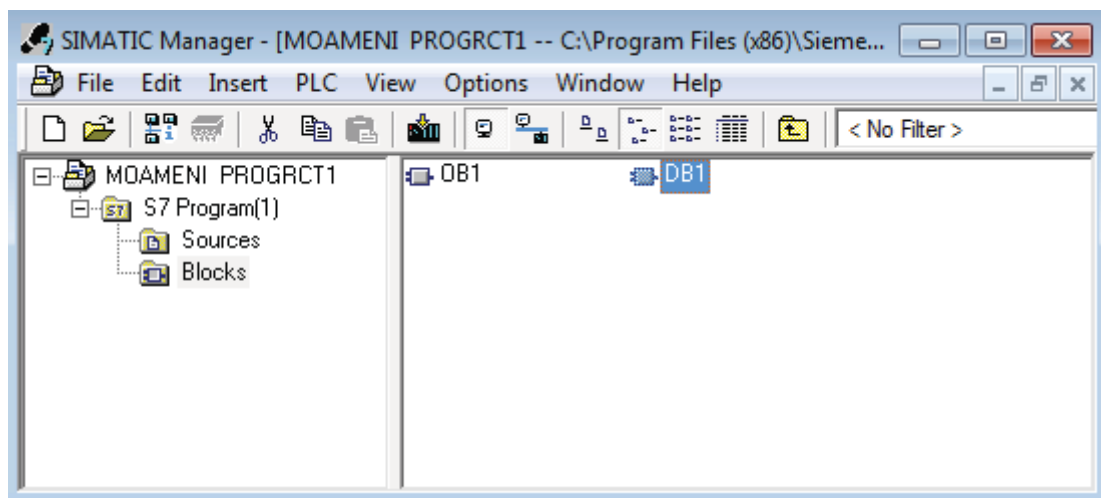 SIMATIC Manager - [MOAMENI PROGRCT1 -- C:\Program Files (x86)\Sieme...
File Edit Insert PLC View Options Window Help
< No Filter >
MOAMENI PROGRCT1
S7 Program(1)
Sources
Blocks
OB1 DB1